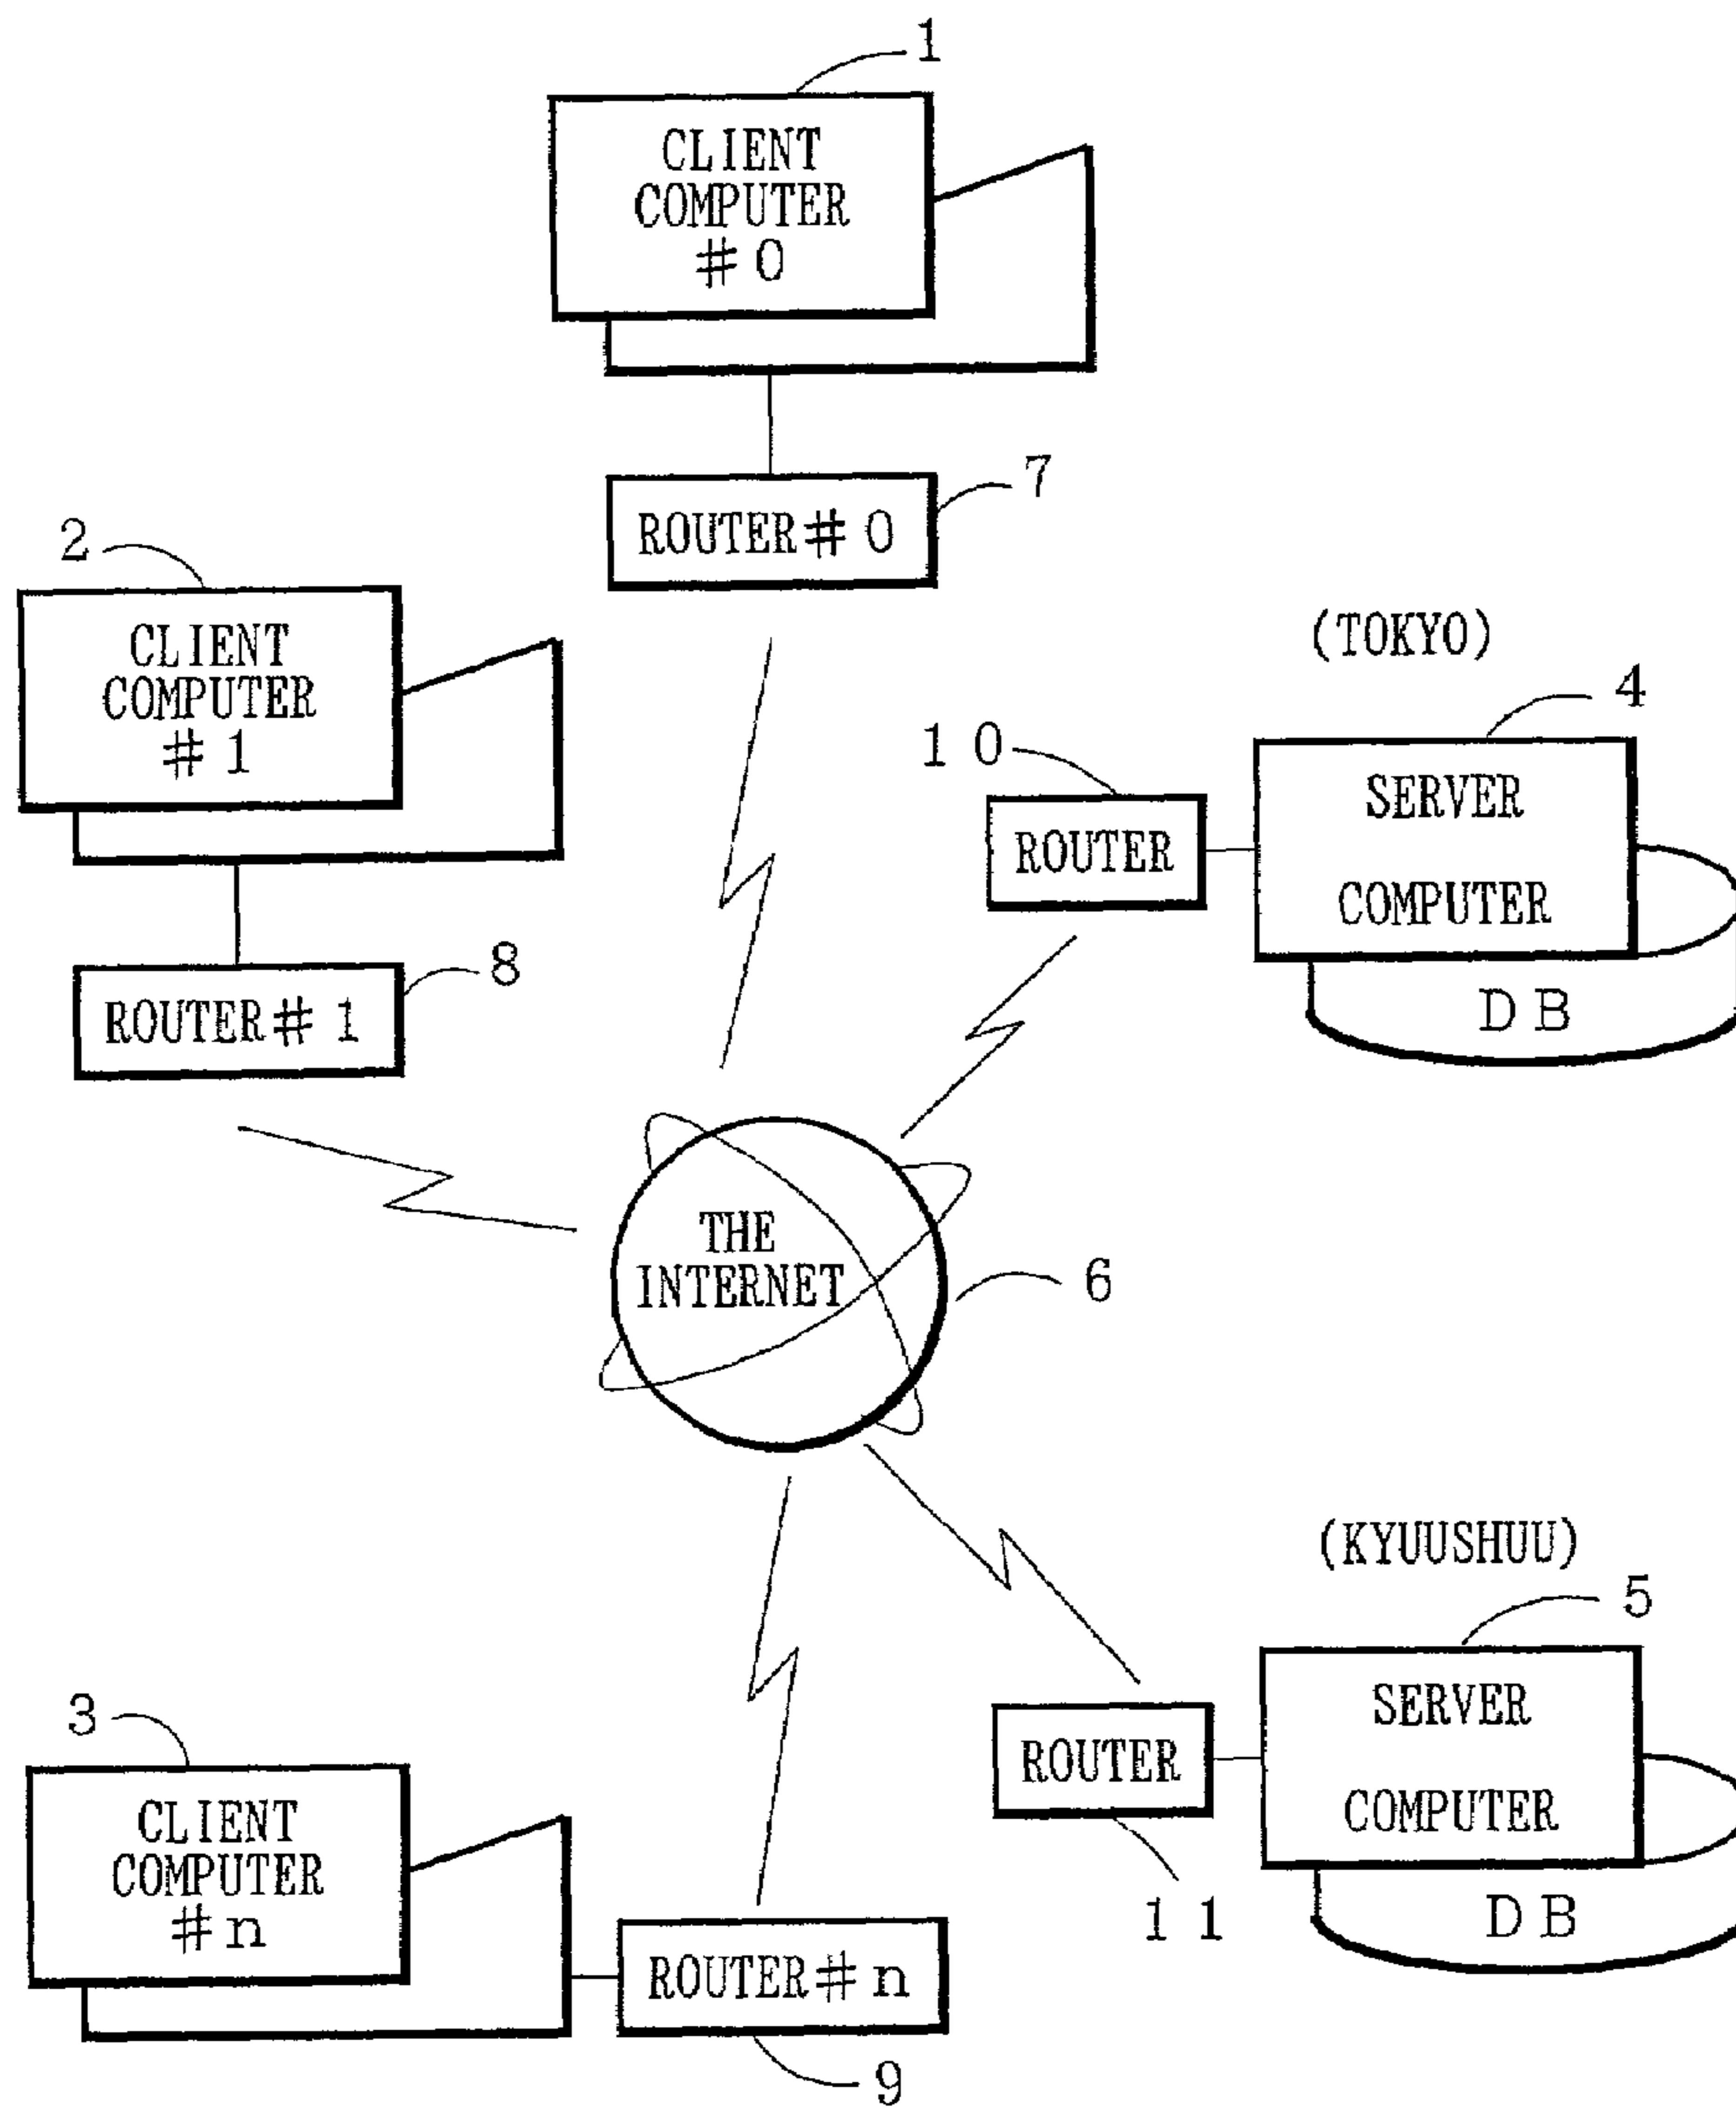 1
CLIENT
COMPUTER
#0
7
ROUTER#0
2
CLIENT
COMPUTER
#1
8
ROUTER#1
(TOKYO)
4
10
ROUTER
SERVER
COMPUTER
DB
THE
INTERNET
6
(KYUUSHUU)
5
SERVER
COMPUTER
DB
ROUTER
11
3
CLIENT
COMPUTER
#n
ROUTER#n
9